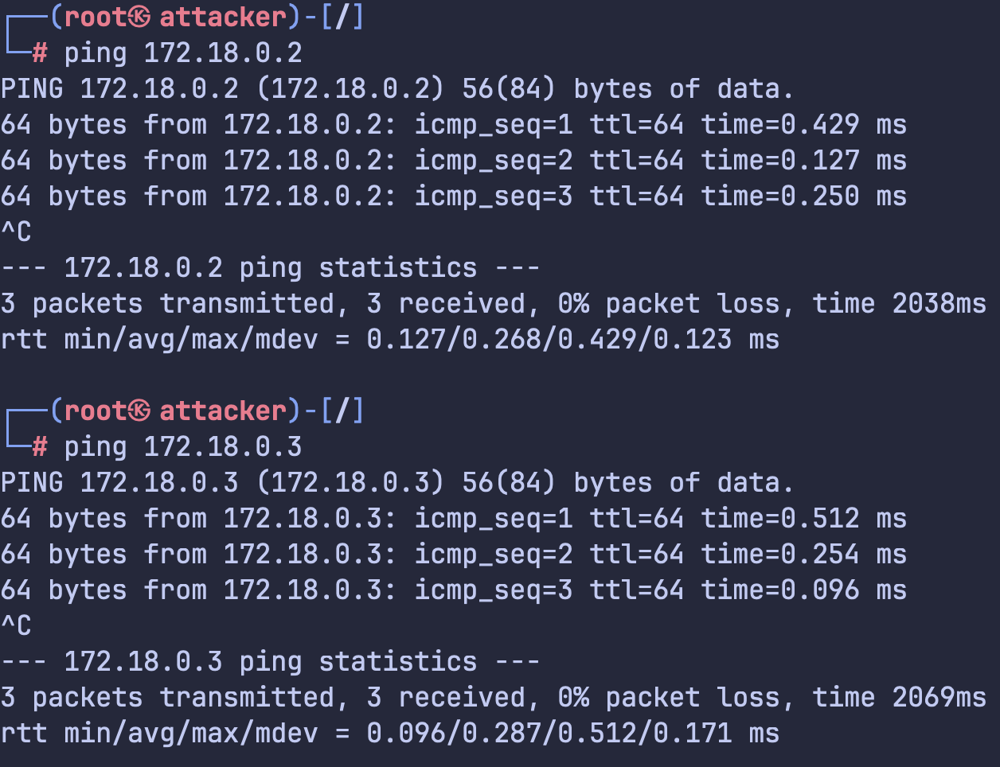 ┌──(root㉿attacker)-[/]
└─# ping 172.18.0.2
PING 172.18.0.2 (172.18.0.2) 56(84) bytes of data.
64 bytes from 172.18.0.2: icmp_seq=1 ttl=64 time=0.429 ms
64 bytes from 172.18.0.2: icmp_seq=2 ttl=64 time=0.127 ms
64 bytes from 172.18.0.2: icmp_seq=3 ttl=64 time=0.250 ms
^C
--- 172.18.0.2 ping statistics ---
3 packets transmitted, 3 received, 0% packet loss, time 2038ms
rtt min/avg/max/mdev = 0.127/0.268/0.429/0.123 ms

┌──(root㉿attacker)-[/]
└─# ping 172.18.0.3
PING 172.18.0.3 (172.18.0.3) 56(84) bytes of data.
64 bytes from 172.18.0.3: icmp_seq=1 ttl=64 time=0.512 ms
64 bytes from 172.18.0.3: icmp_seq=2 ttl=64 time=0.254 ms
64 bytes from 172.18.0.3: icmp_seq=3 ttl=64 time=0.096 ms
^C
--- 172.18.0.3 ping statistics ---
3 packets transmitted, 3 received, 0% packet loss, time 2069ms
rtt min/avg/max/mdev = 0.096/0.287/0.512/0.171 ms